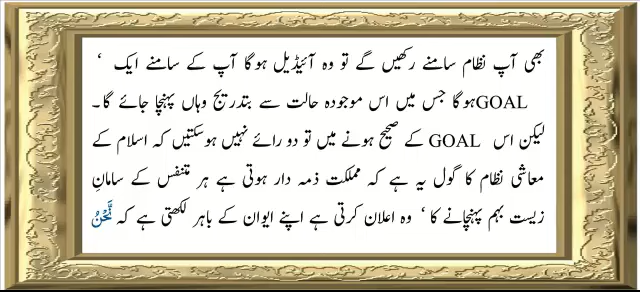 بھی آپ نظام سامنے رکھیں گے تو وہ آئیڈیل ہوگا آپ کے سامنے ایک ‘
GOAL ہوگا جس میں اس موجودہ حالت سے بتدریج وہاں پہنچا جائے گا۔
لیکن اس GOAL کے صحیح ہونے میں تو دو رائے نہیں ہوسکتیں کہ اسلام کے
معاشی نظام کا گول یہ ہے کہ مملکت ذمہ دار ہوتی ہے ہر متنفس کے سامانِ
زیست بہم پہنچانے کا ‘ وہ اعلان کرتی ہے اپنے ایوان کے باہر لکھتی ہے کہ نَّحْنُ